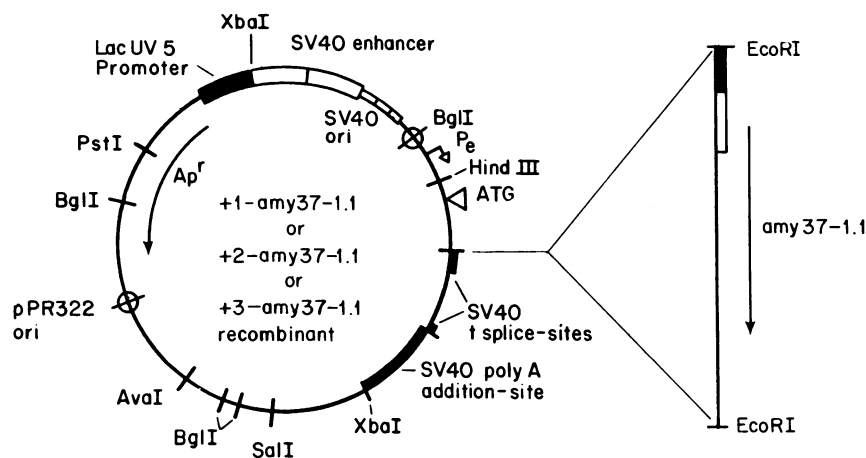 XbaI
SV40 enhancer
Lac UV 5
Promoter
EcoRI
SV40
ori
BglI
Pe
PstI
Hind III
Apr
ATG
BglI
+1-amy37-1.1
or
+2-amy37-1.1
or
+3-amy37-1.1
recombinant
amy37-1.1
pPR322
ori
SV40
t splice-sites
SV40 poly A
addition-site
AvaI
BglI
SalI
XbaI
EcoRI